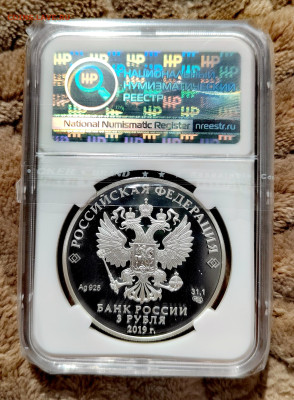 НР
НАЦИОНАЛЬНЫЙ
НУМИЗМАТИЧЕСКИЙ
РЕЕСТР
National Numismatic Register nreestr.ru
РОССИЙСКАЯ ФЕДЕРАЦИЯ
Ag 925
31,1
БАНК РОССИИ
3 РУБЛЯ
2019 г.